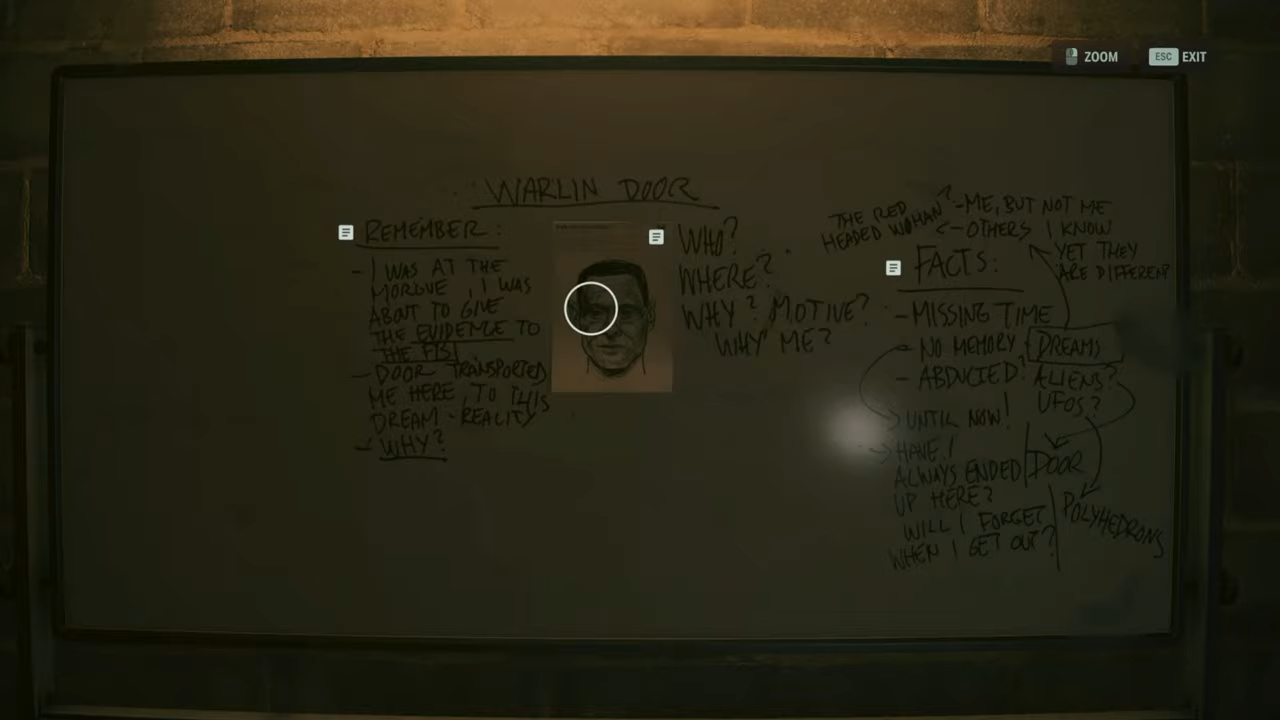 ZOOM
ESC EXIT
WARLIN DOOR
REMEMBER:
- I WAS AT THE
MORGUE, I WAS
ABOUT TO GIVE
THE EVIDENCE TO
THE FBI
- DOOR TRANSPORTED
ME HERE, TO THIS
DREAM-REALITY
- WHY?
WHO?
WHERE?
WHY? MOTIVE?
WHY ME?
THE RED
HEADED WOMAN?
- ME, BUT NOT ME
- OTHERS I KNOW
YET THEY
ARE DIFFERENT
FACTS:
- MISSING TIME
- NO MEMORY
- ABDUCTED?
UNTIL NOW!
HAVE I
ALWAYS ENDED
UP HERE?
WILL I FORGET
WHEN I GET OUT?
DREAMS
ALIENS?
UFOS?
DOOR
POLYHEDRONS